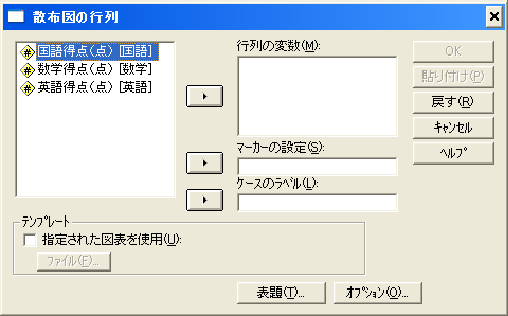 散布図の行列
国語得点(点) [国語]
数学得点(点) [数学]
英語得点(点) [英語]
行列の変数(M):
マーカーの設定(S):
ケースのラベル(L):
OK
貼り付け(P)
戻す(R)
キャンセル
ヘルプ
テンプレート
指定された図表を使用(U):
ファイル(F)...
表題(T)...
オプション(O)...